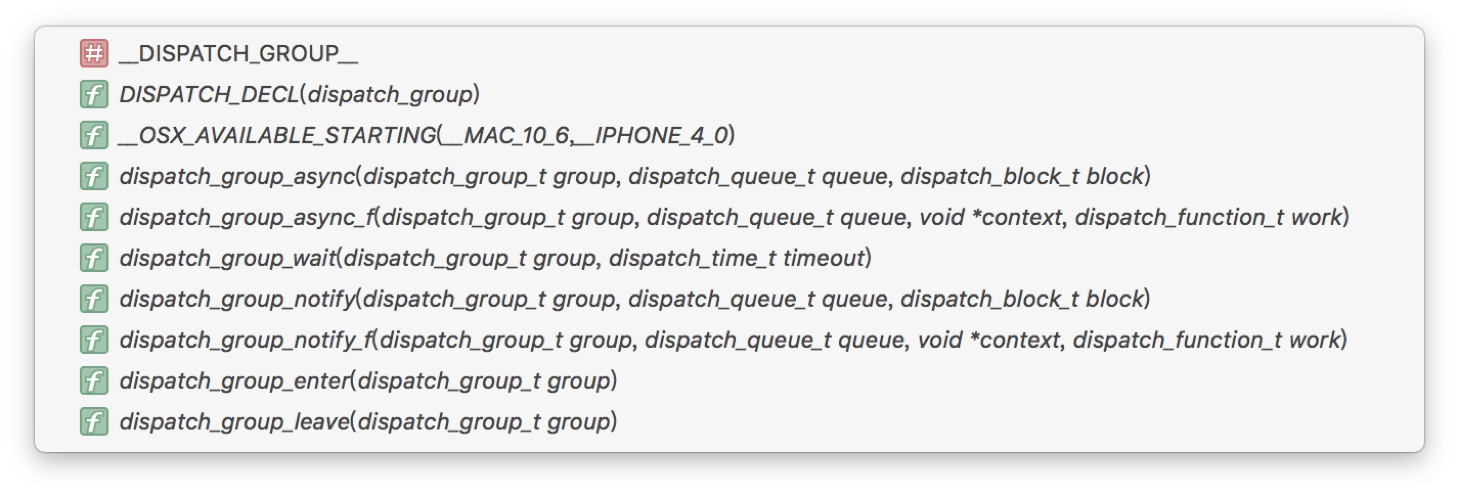 # __DISPATCH_GROUP__
f DISPATCH_DECL(dispatch_group)
f __OSX_AVAILABLE_STARTING(__MAC_10_6,__IPHONE_4_0)
f dispatch_group_async(dispatch_group_t group, dispatch_queue_t queue, dispatch_block_t block)
f dispatch_group_async_f(dispatch_group_t group, dispatch_queue_t queue, void *context, dispatch_function_t work)
f dispatch_group_wait(dispatch_group_t group, dispatch_time_t timeout)
f dispatch_group_notify(dispatch_group_t group, dispatch_queue_t queue, dispatch_block_t block)
f dispatch_group_notify_f(dispatch_group_t group, dispatch_queue_t queue, void *context, dispatch_function_t work)
f dispatch_group_enter(dispatch_group_t group)
f dispatch_group_leave(dispatch_group_t group)